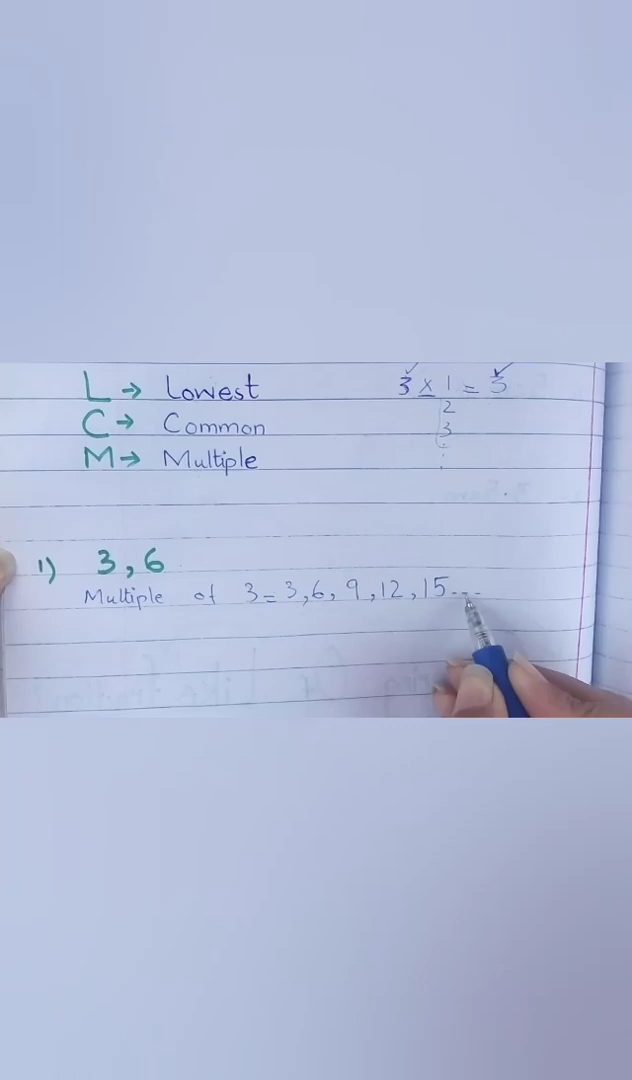 L → Lowest 3 x 1 = 3
2
C → Common 3
M → Multiple
1) 3, 6
Multiple of 3 = 3, 6, 9, 12, 15...